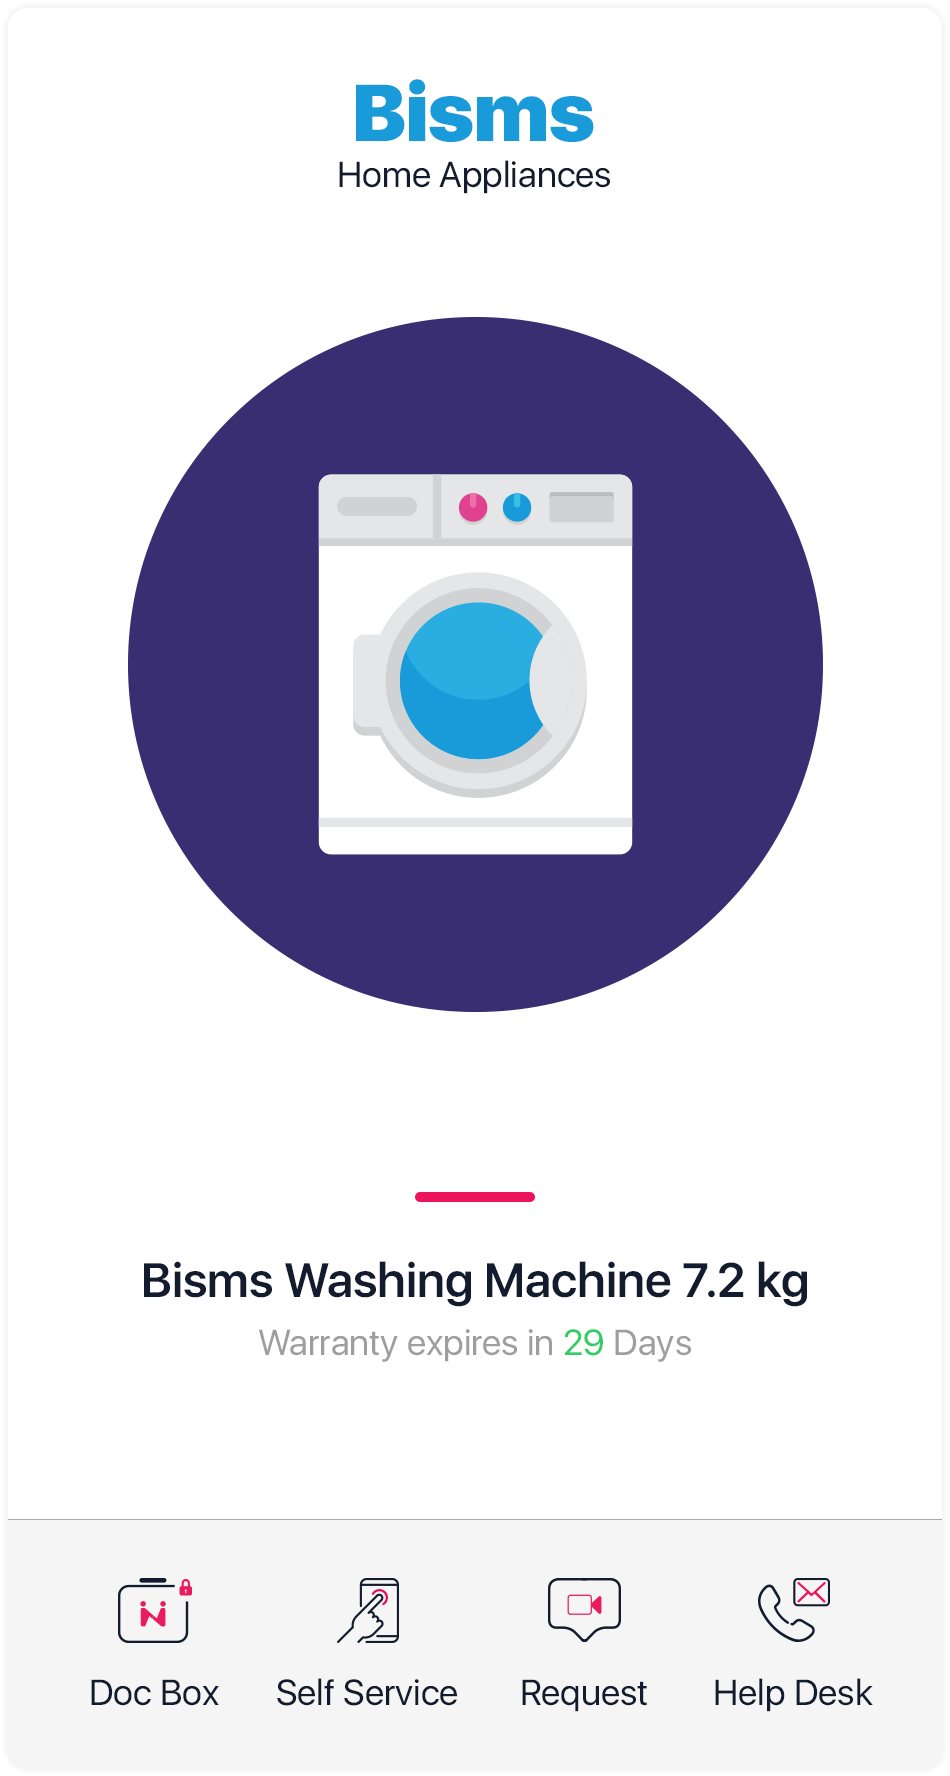 Bisms
Home Appliances
Bisms Washing Machine 7.2 kg
Warranty expires in 29 Days
Doc Box
Self Service
Request
Help Desk